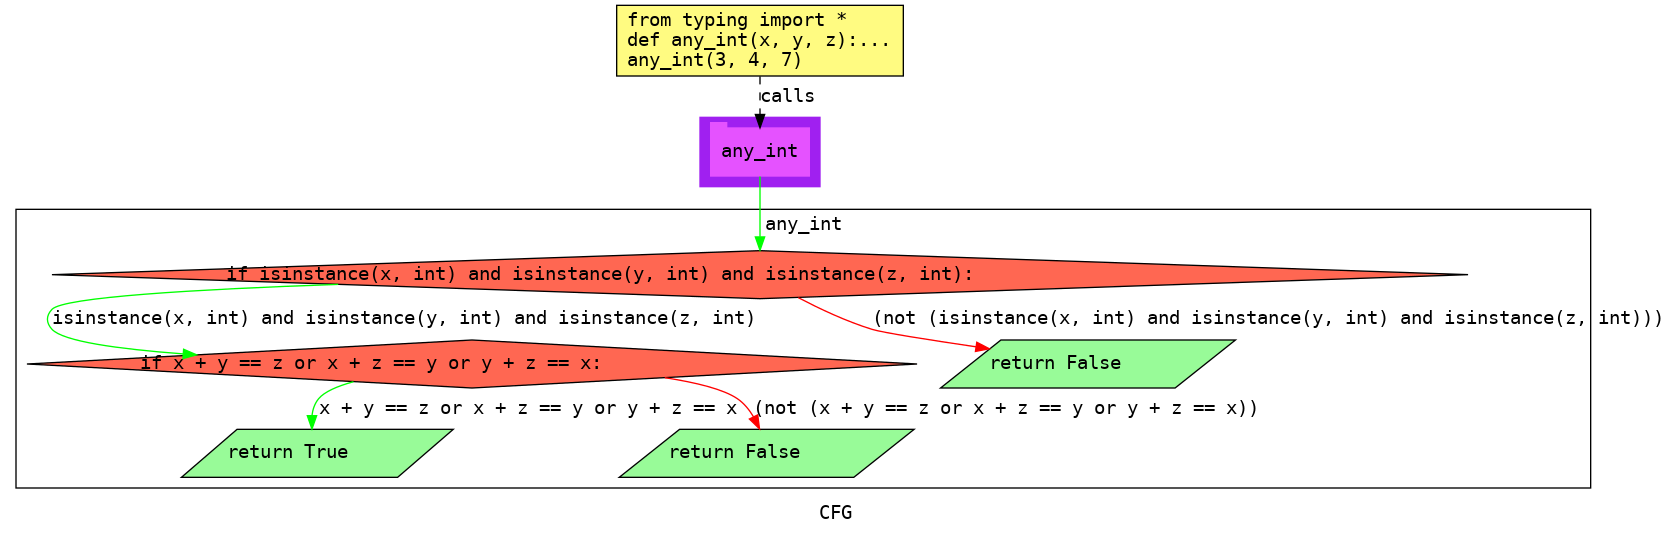 from typing import *
def any_int(x, y, z):...
any_int(3, 4, 7)
calls
any_int
any_int
if isinstance(x, int) and isinstance(y, int) and isinstance(z, int):
isinstance(x, int) and isinstance(y, int) and isinstance(z, int)
(not (isinstance(x, int) and isinstance(y, int) and isinstance(z, int)))
if x + y == z or x + z == y or y + z == x:
return False
x + y == z or x + z == y or y + z == x
(not (x + y == z or x + z == y or y + z == x))
return True
return False
CFG